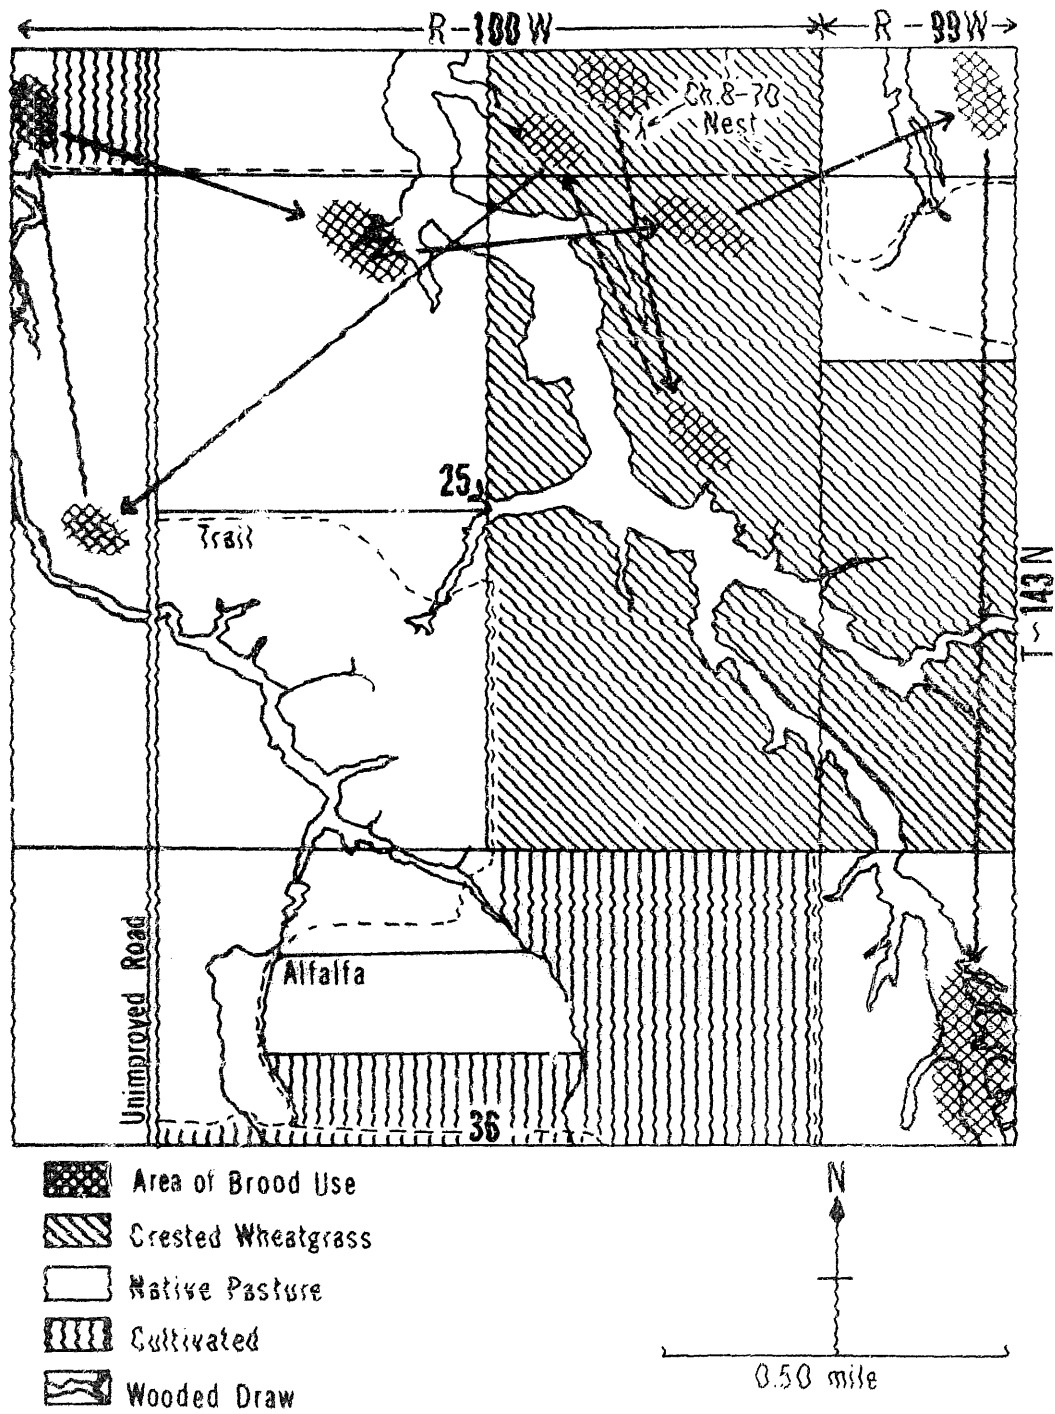 R - 100 W
R - 99 W
Ch.8-70
Nest
25
Trail
T - 143 N
Unimproved Road
Alfalfa
36
Area of Brood Use
Crested Wheatgrass
Native Pasture
Cultivated
Wooded Draw
N
0.50 mile